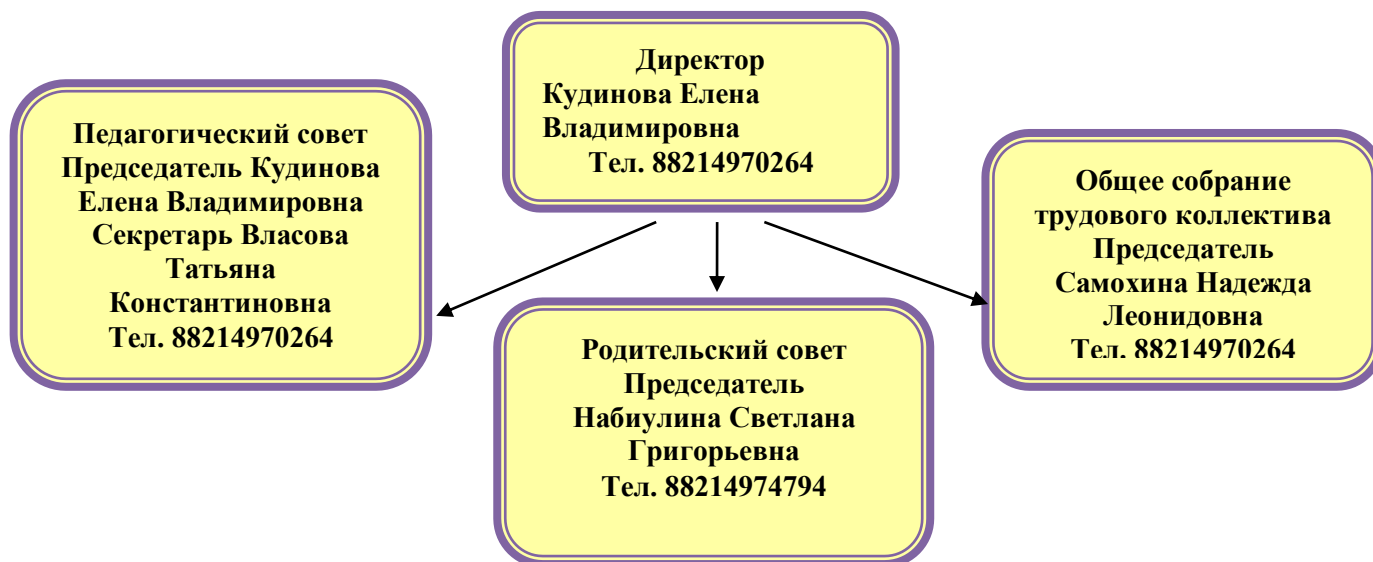 Директор
Кудинова Елена
Владимировна
Тел. 88214970264
Педагогический совет
Председатель Кудинова
Елена Владимировна
Секретарь Власова
Татьяна
Константиновна
Тел. 88214970264
Родительский совет
Председатель
Набиулина Светлана
Григорьевна
Тел. 88214974794
Общее собрание
трудового коллектива
Председатель
Самохина Надежда
Леонидовна
Тел. 88214970264